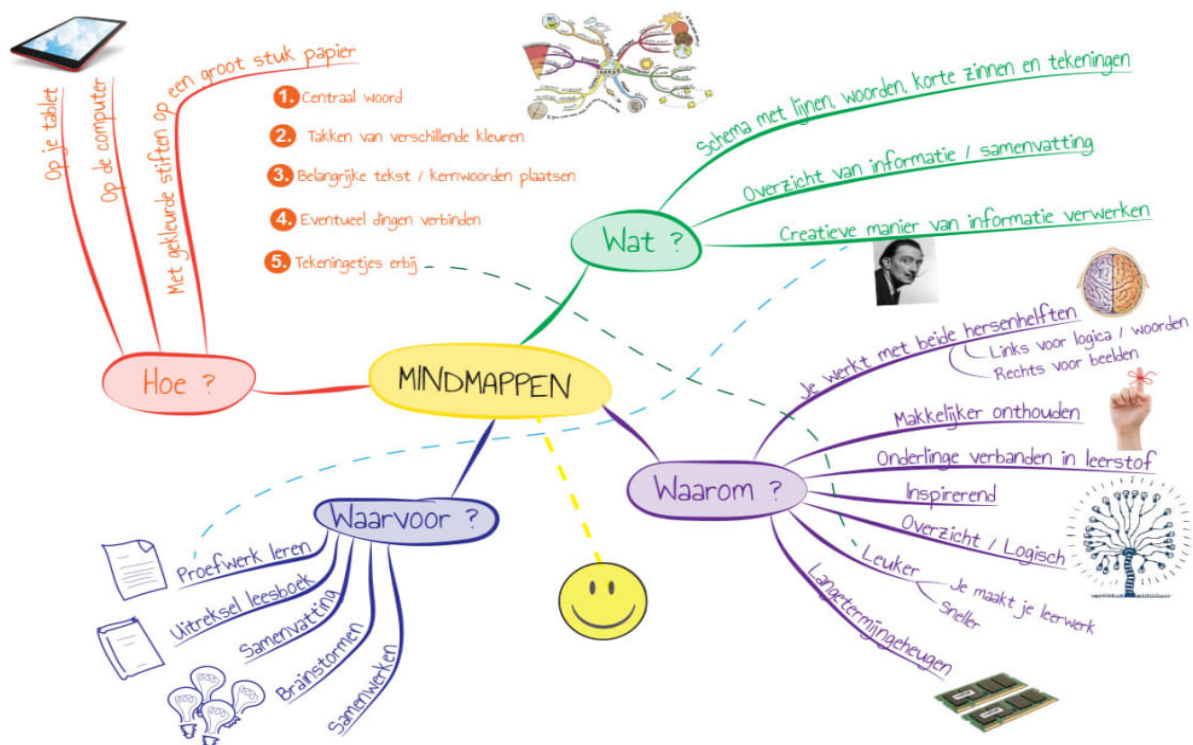 MINDMAPPEN
Hoe ?
Op je tablet
Op de computer
Met gekleurde stiften op een groot stuk papier
1. Centraal woord
2. Takken van verschillende kleuren
3. Belangrijke tekst / kernwoorden plaatsen
4. Eventueel dingen verbinden
5. Tekeningetjes erbij
Wat ?
Schema met lijnen, woorden, korte zinnen en tekeningen
Overzicht van informatie / samenvatting
Creatieve manier van informatie verwerken
Waarom ?
Je werkt met beide hersenhelften
Links voor logica / woorden
Rechts voor beelden
Makkelijker onthouden
Onderlinge verbanden in leerstof
Inspirerend
Overzicht / Logisch
Leuker
Je maakt je leerwerk
Sneller
Langetermijngeheugen
Waarvoor ?
Proefwerk leren
Uitreksel leesboek
Samenvatting
Brainstormen
Samenwerken